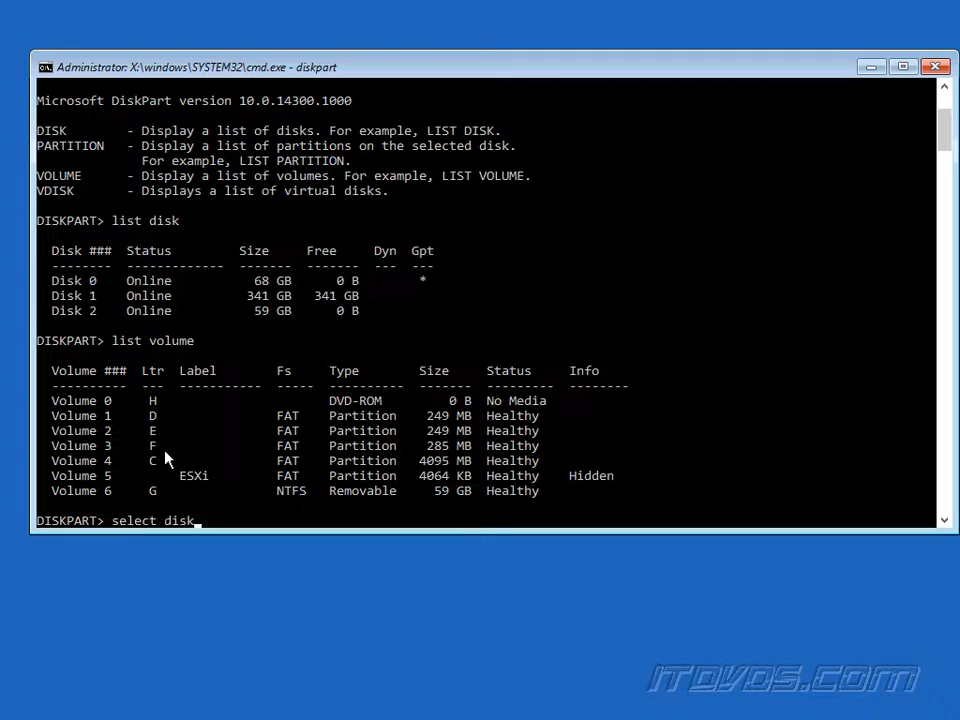 Administrator: X:\windows\SYSTEM32\cmd.exe - diskpart
Microsoft DiskPart version 10.0.14300.1000
DISK - Display a list of disks. For example, LIST DISK.
PARTITION - Display a list of partitions on the selected disk.
For example, LIST PARTITION.
VOLUME - Display a list of volumes. For example, LIST VOLUME.
VDISK - Displays a list of virtual disks.
DISKPART> list disk
Disk ### Status Size Free Dyn Gpt
-------- ------------- ------- ------- --- ---
Disk 0 Online 68 GB 0 B *
Disk 1 Online 341 GB 341 GB
Disk 2 Online 59 GB 0 B
DISKPART> list volume
Volume ### Ltr Label Fs Type Size Status Info
---------- --- ----------- ----- ---------- ------- --------- --------
Volume 0 H DVD-ROM 0 B No Media
Volume 1 D FAT Partition 249 MB Healthy
Volume 2 E FAT Partition 249 MB Healthy
Volume 3 F FAT Partition 285 MB Healthy
Volume 4 C FAT Partition 4095 MB Healthy
Volume 5 ESXi FAT Partition 4064 KB Healthy Hidden
Volume 6 G NTFS Removable 59 GB Healthy
DISKPART> select disk
ITDVDS.com